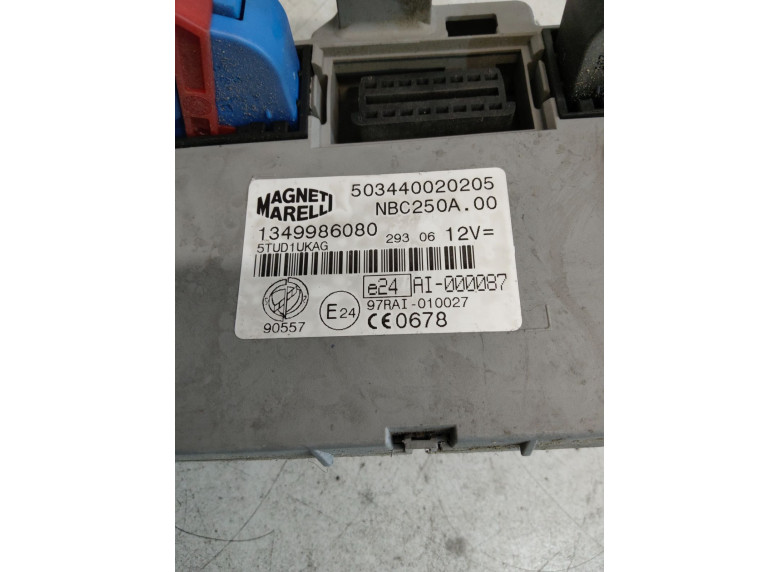 MAGNETI
MARELLI
503440020205
NBC250A.00
1349986080 293 06 12V=
5TUD1UKAG
e24 AI-000087
97RAI-010027
E24
CE0678
90557